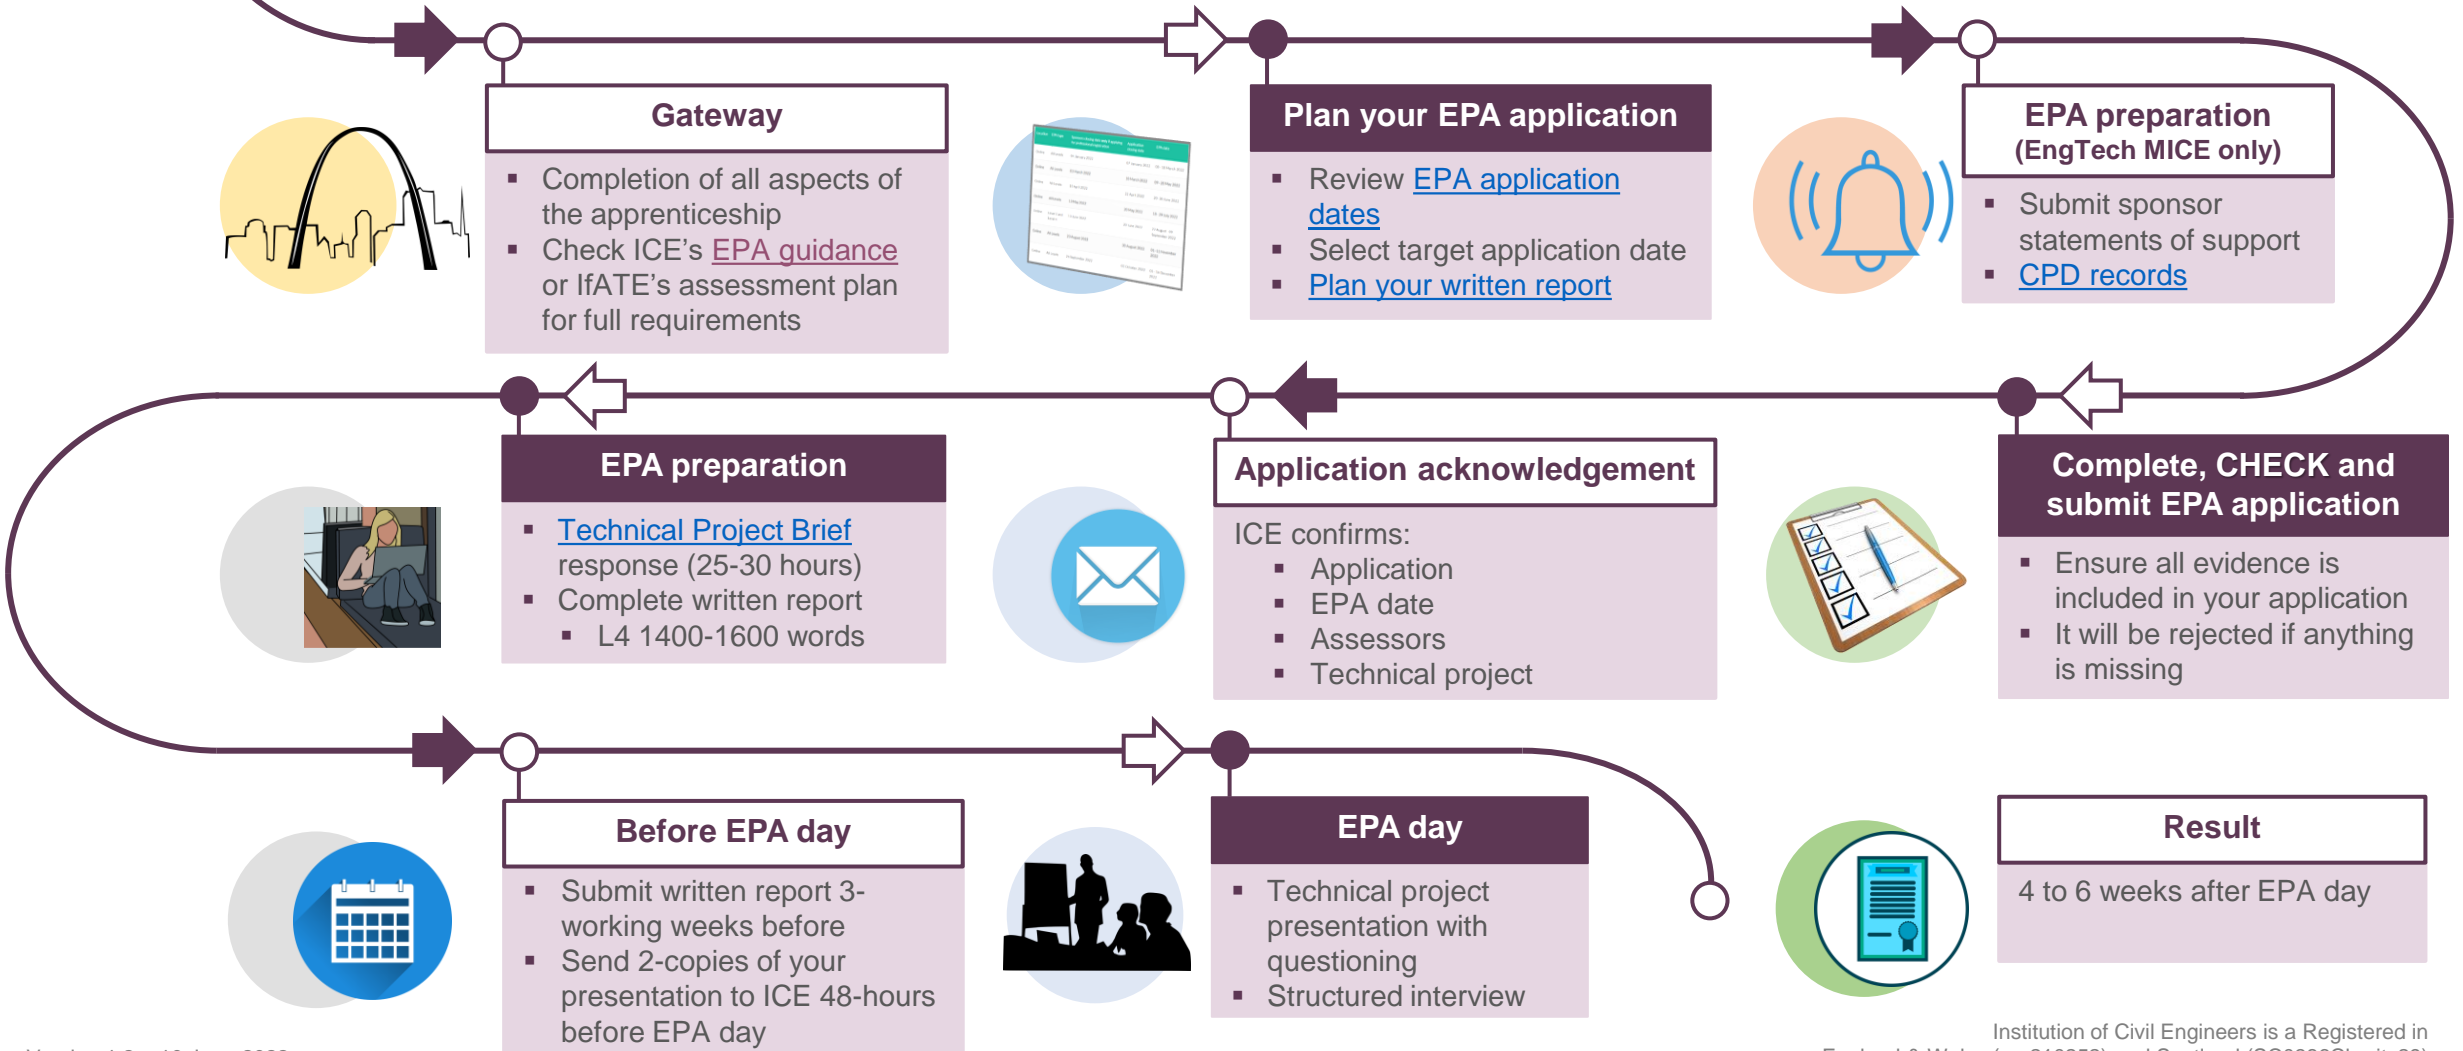 Gateway
▪ Completion of all aspects of
the apprenticeship
▪ Check ICE's EPA guidance
or IfATE's assessment plan
for full requirements
Plan your EPA application
▪ Review EPA application
dates
▪ Select target application date
▪ Plan your written report
EPA preparation
(EngTech MICE only)
▪ Submit sponsor
statements of support
▪ CPD records
Complete, CHECK and
submit EPA application
▪ Ensure all evidence is
included in your application
▪ It will be rejected if anything
is missing
Application acknowledgement
ICE confirms:
▪ Application
▪ EPA date
▪ Assessors
▪ Technical project
EPA preparation
▪ Technical Project Brief
response (25-30 hours)
▪ Complete written report
▪ L4 1400-1600 words
Before EPA day
▪ Submit written report 3-
working weeks before
▪ Send 2-copies of your
presentation to ICE 48-hours
before EPA day
EPA day
▪ Technical project
presentation with
questioning
▪ Structured interview
Result
4 to 6 weeks after EPA day
Institution of Civil Engineers is a Registered in